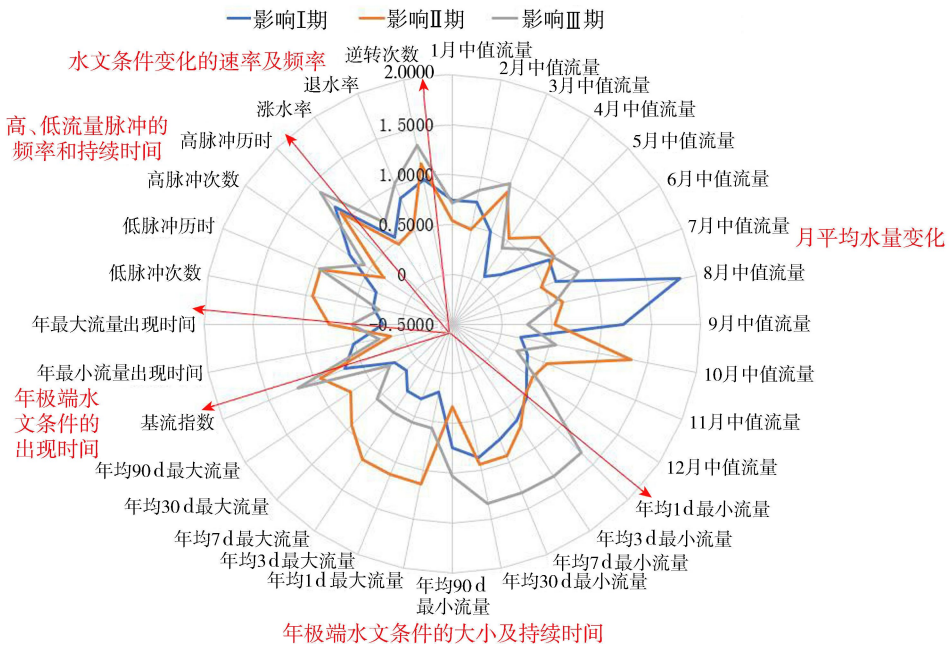 影响Ⅰ期 影响Ⅱ期 影响Ⅲ期
水文条件变化的速率及频率
高、低流量脉冲的
频率和持续时间
月平均水量变化
年极端水
文条件的
出现时间
年极端水文条件的大小及持续时间
2.0000
1.5000
1.0000
0.5000
0
-0.5000
1月中值流量
2月中值流量
3月中值流量
4月中值流量
5月中值流量
6月中值流量
7月中值流量
8月中值流量
9月中值流量
10月中值流量
11月中值流量
12月中值流量
年均1d最小流量
年均3d最小流量
年均7d最小流量
年均30d最小流量
年均90d
最小流量
年均1d最大流量
年均3d最大流量
年均7d最大流量
年均30d最大流量
年均90d最大流量
基流指数
年最小流量出现时间
年最大流量出现时间
低脉冲次数
低脉冲历时
高脉冲次数
高脉冲历时
涨水率
退水率
逆转次数